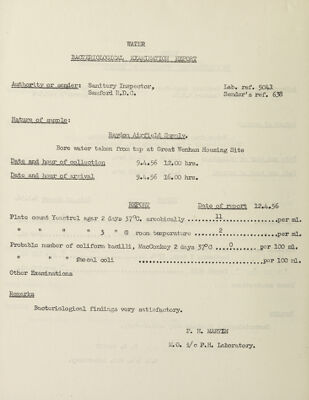 WATER
BACTERIOLOGICAL EXAMINATION REPORT
Authority or sender: Sanitary Inspector, Lab. ref. 5041
Samford R.D.C. Sender's ref. 638
Nature of sample:
Raydon Airfield Supply.
Bore water taken from tap at Great Wenham Housing Site
Date and hour of collection 9.4.56 12.00 hrs.
Date and hour of arrival 9.4.56 16.00 hrs.
REPORT Date of report 12.4.56
Plate count Yeastrel agar 2 days 37°C. aerobically ......11......per ml.
" " " " 3 " @ room temperature ......2......per ml.
Probable number of coliform bacilli, MacConkey 2 days 37°C ...0......per 100 ml.
" " " faecal coli ......per 100 ml.
Other Examinations
Remarks
Bacteriological findings very satisfactory.
P. H. MARTIN
M.O. i/c P.H. Laboratory.